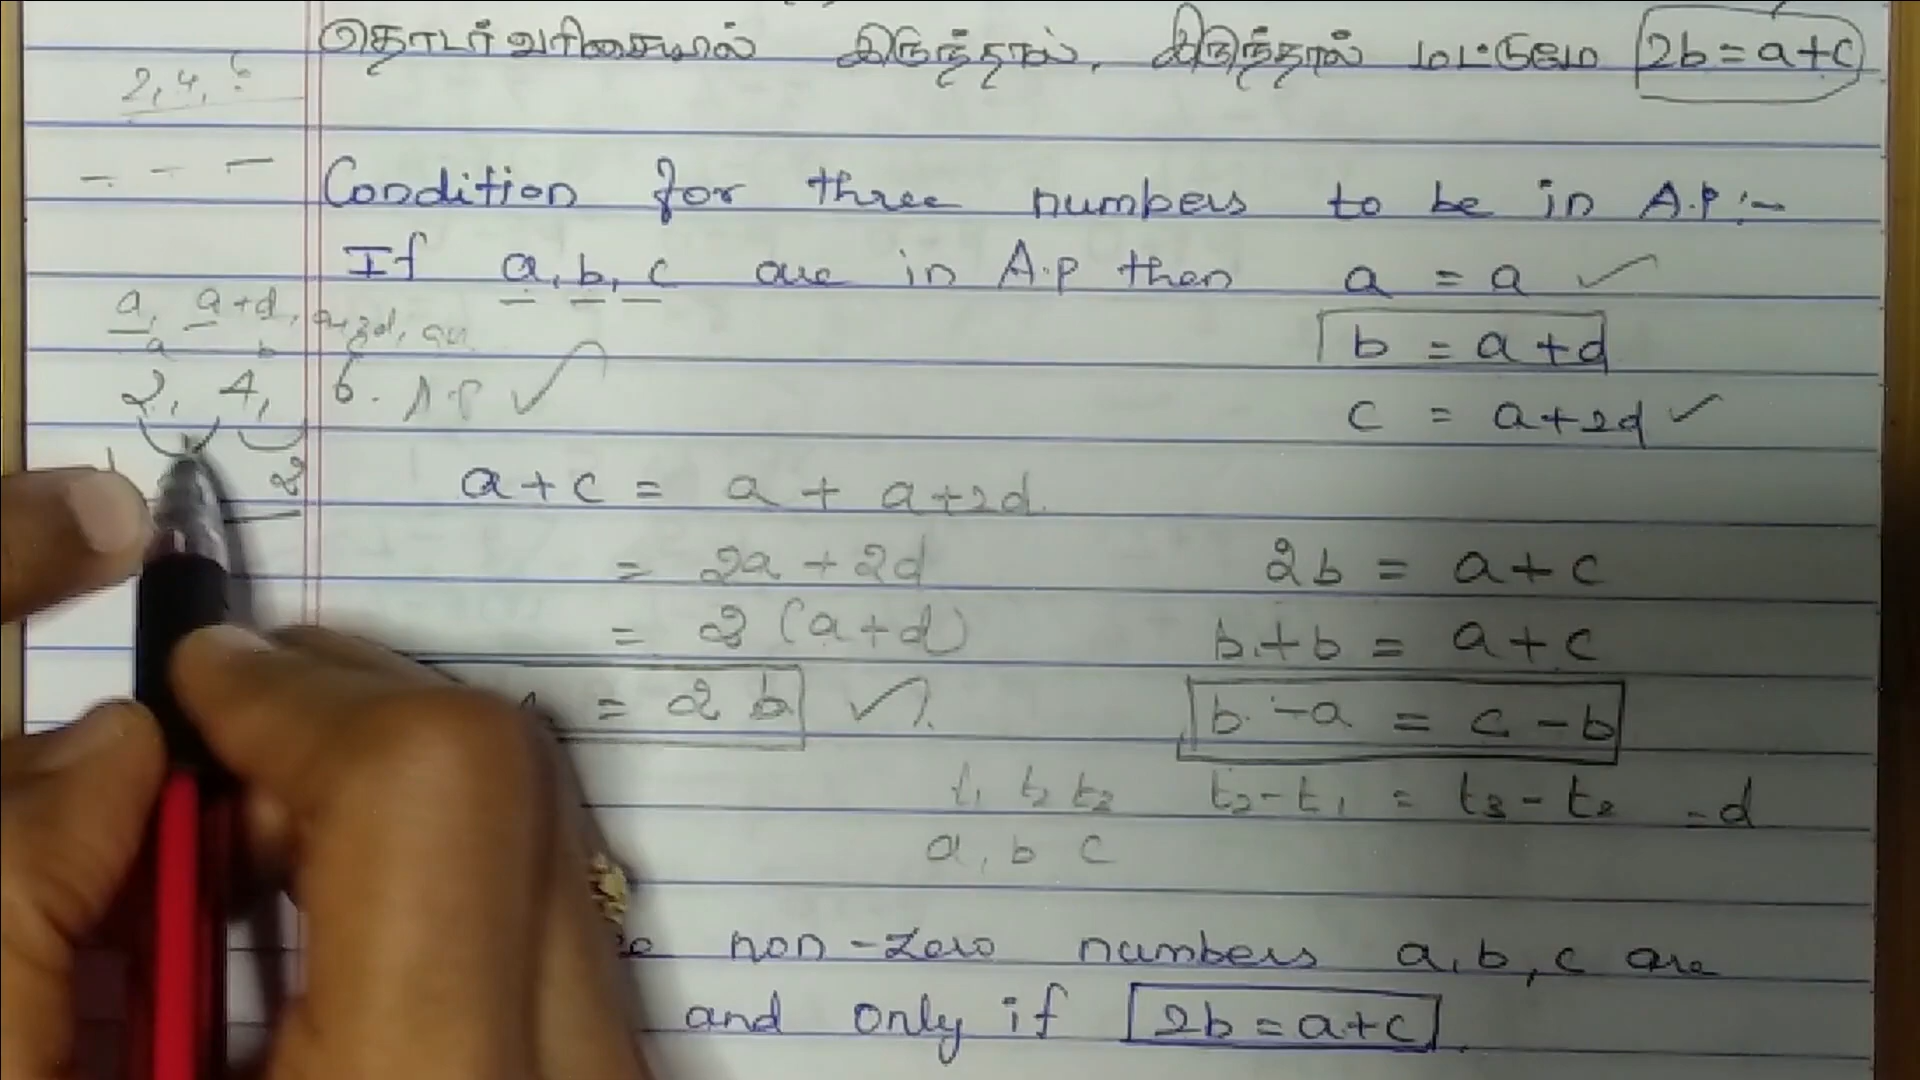 தொடர்வரிசையில் இருந்தால், இருந்தால் மட்டுமே 2b = a+c
2, 4, 6
Condition for three numbers to be in A.P :-
If a, b, c are in A.P then a = a ✓
a, a+d,
b = a+d
a b
2, 4, 6. A.P ✓
c = a+2d ✓
2
a+c = a + a+2d
= 2a + 2d
2b = a+c
= 2 (a+d)
b+b = a+c
= 2b ✓
b-a = c-b
t₁ t₂ t₃ t₂-t₁ = t₃-t₂ = d
a, b c
non-zero numbers a, b, c are
and only if 2b = a+c